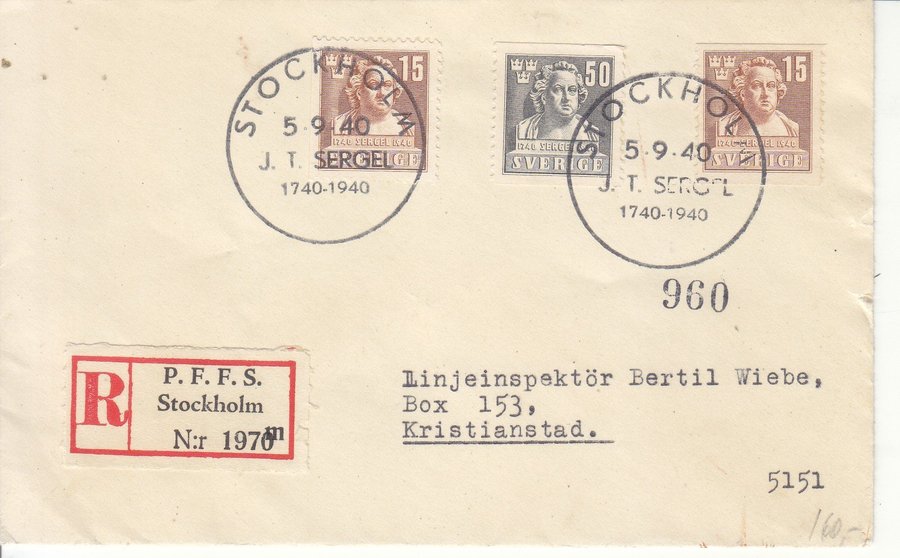 15
1740 SERGEL 1940
SVERIGE
50
1740 SERGEL 1940
SVERIGE
15
1740 SERGEL 1940
SVERIGE
STOCKHOLM
5.9.40
J. T. SERGEL
1740-1940
STOCKHOLM
5.9.40
J. T. SERGEL
1740-1940
960
R
P. F. F. S.
Stockholm
N:r 1970 m
Linjeinspektör Bertil Wiebe,
Box 153,
Kristianstad.
5151
160,-